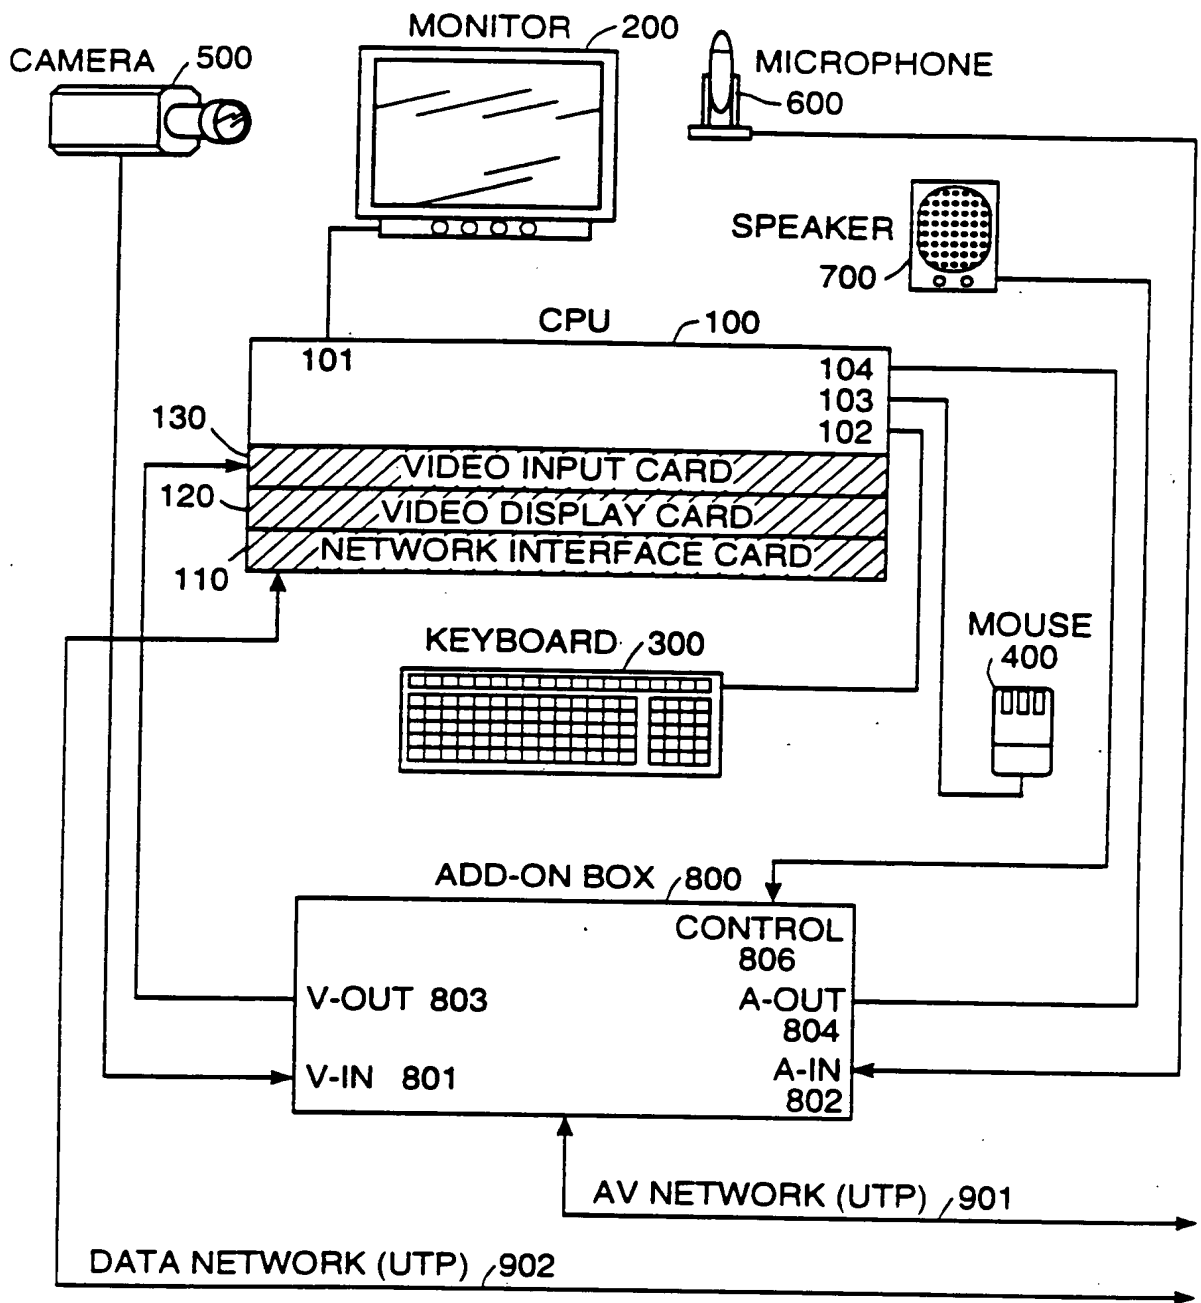 MONITOR 200
CAMERA 500
MICROPHONE
600
SPEAKER
700
CPU 100
101
104
103
102
130
VIDEO INPUT CARD
120
VIDEO DISPLAY CARD
110
NETWORK INTERFACE CARD
KEYBOARD 300
MOUSE
400
ADD-ON BOX 800
CONTROL
806
V-OUT 803
A-OUT
804
V-IN 801
A-IN
802
AV NETWORK (UTP) 901
DATA NETWORK (UTP) 902